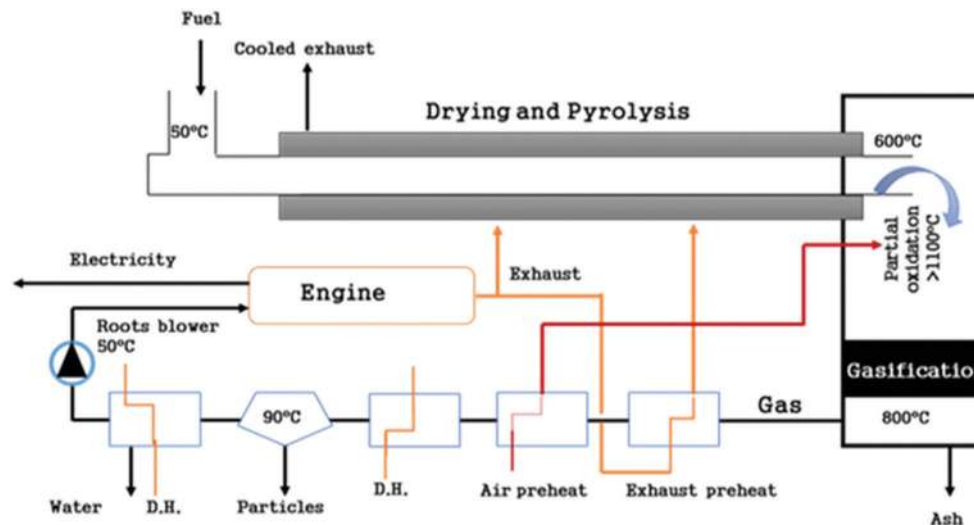 Fuel
Cooled exhaust
Drying and Pyrolysis
50°C
600°C
Partial
oxidation
>1100°C
Electricity
Exhaust
Engine
Roots blower
50°C
Gasificatio
90°C
Gas
800°C
Water
D.H.
Particles
D.H.
Air preheat
Exhaust preheat
Ash